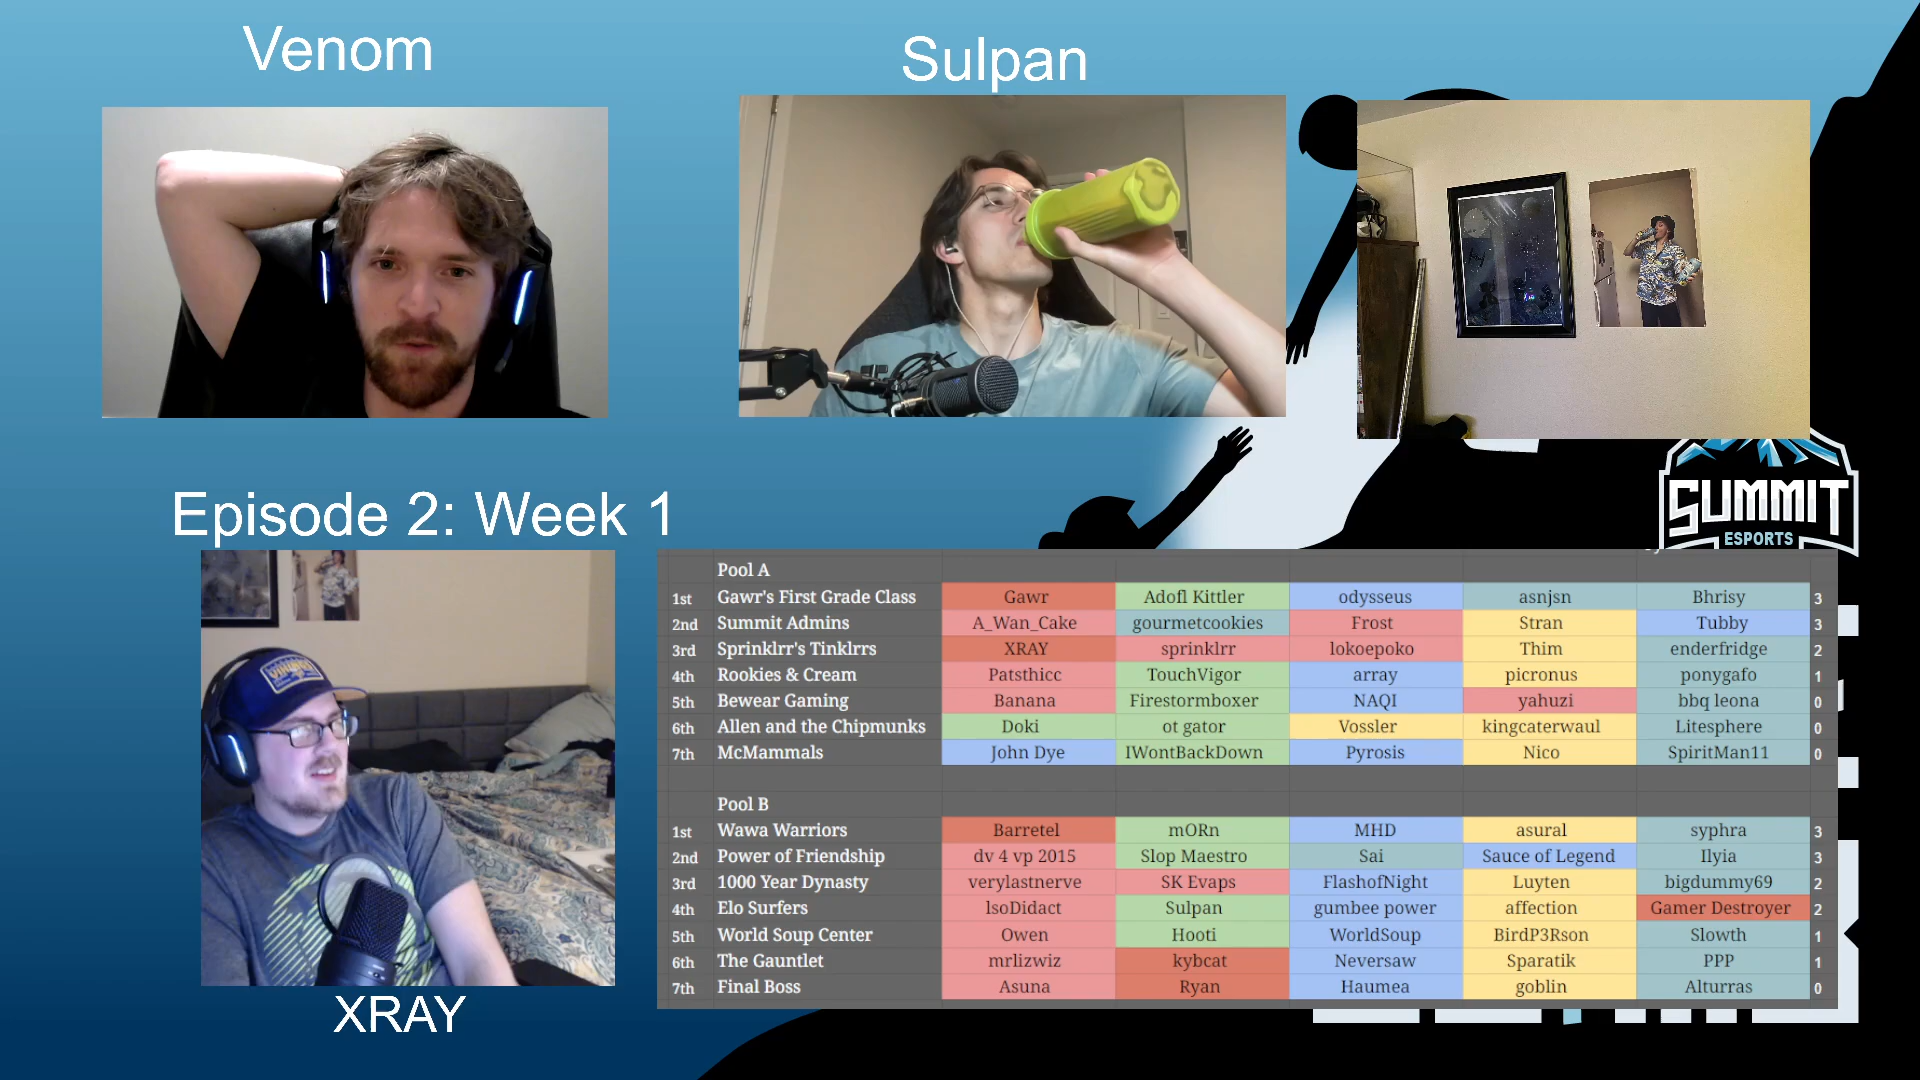 Venom
Sulpan
SUMMIT
ESPORTS
Episode 2: Week 1
XRAY
Pool A
1st Gawr's First Grade Class Gawr Adofl Kittler odysseus asnjsn Bhrisy 3
2nd Summit Admins A_Wan_Cake gourmetcookies Frost Stran Tubby 3
3rd Sprinklrr's Tinklrrs XRAY sprinklrr lokoepoko Thim enderfridge 2
4th Rookies & Cream Patsthicc TouchVigor array picronus ponygafo 1
5th Bewear Gaming Banana Firestormboxer NAQI yahuzi bbq leona 0
6th Allen and the Chipmunks Doki ot gator Vossler kingcaterwaul Litesphere 0
7th McMammals John Dye IWontBackDown Pyrosis Nico SpiritMan11 0
Pool B
1st Wawa Warriors Barretel mORn MHD asural syphra 3
2nd Power of Friendship dv 4 vp 2015 Slop Maestro Sai Sauce of Legend Ilyia 3
3rd 1000 Year Dynasty verylastnerve SK Evaps FlashofNight Luyten bigdummy69 2
4th Elo Surfers lsoDidact Sulpan gumbee power affection Gamer Destroyer 2
5th World Soup Center Owen Hooti WorldSoup BirdP3Rson Slowth 1
6th The Gauntlet mrlizwiz kybcat Neversaw Sparatik PPP 1
7th Final Boss Asuna Ryan Haumea goblin Alturras 0